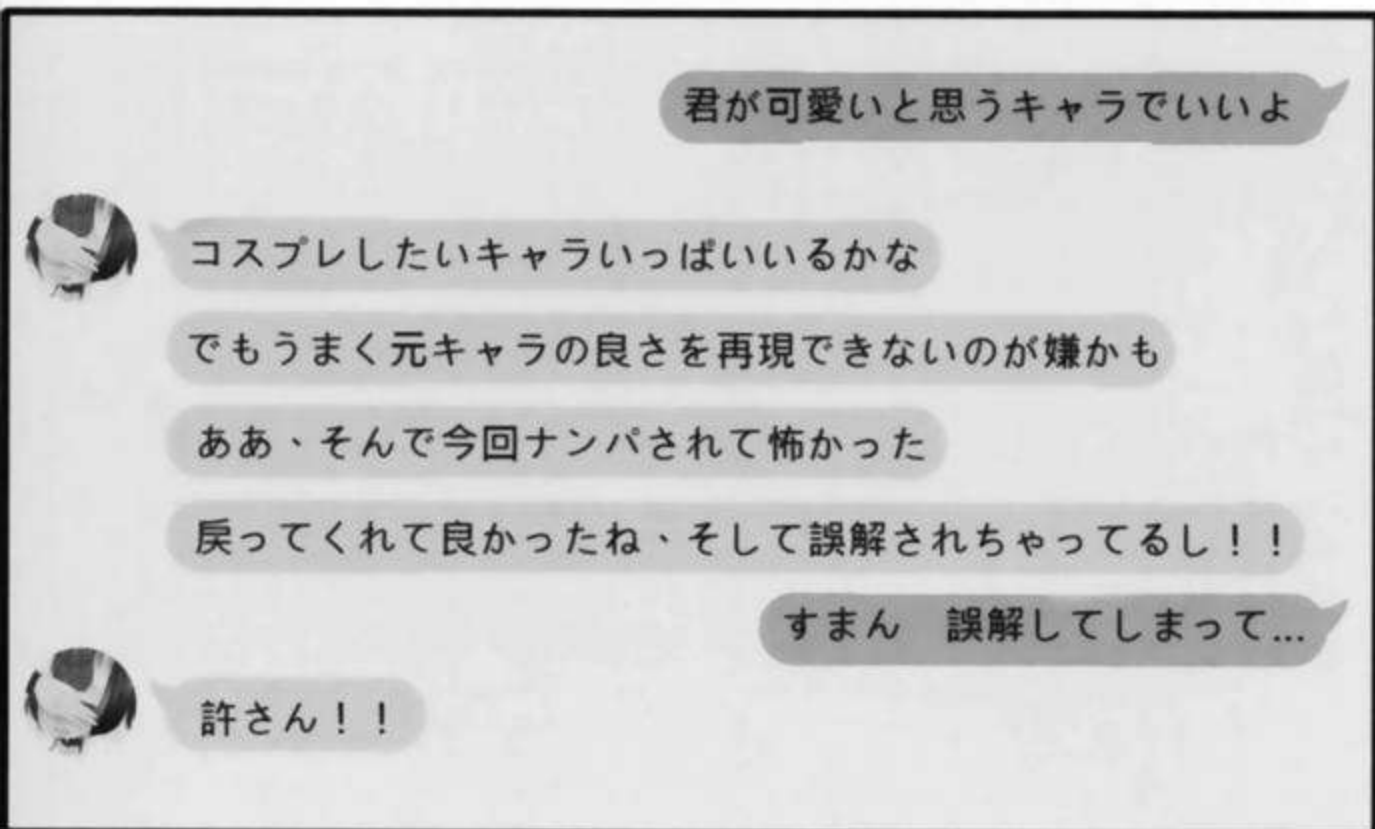 君が可愛いと思うキャラでいいよ
コスプレしたいキャラいっぱいいるかな
でもうまく元キャラの良さを再現できないのが嫌かも
ああ、そんで今回ナンパされて怖かった
戻ってくれて良かったね、そして誤解されちゃってるし！！
すまん　誤解してしまって...
許さん！！